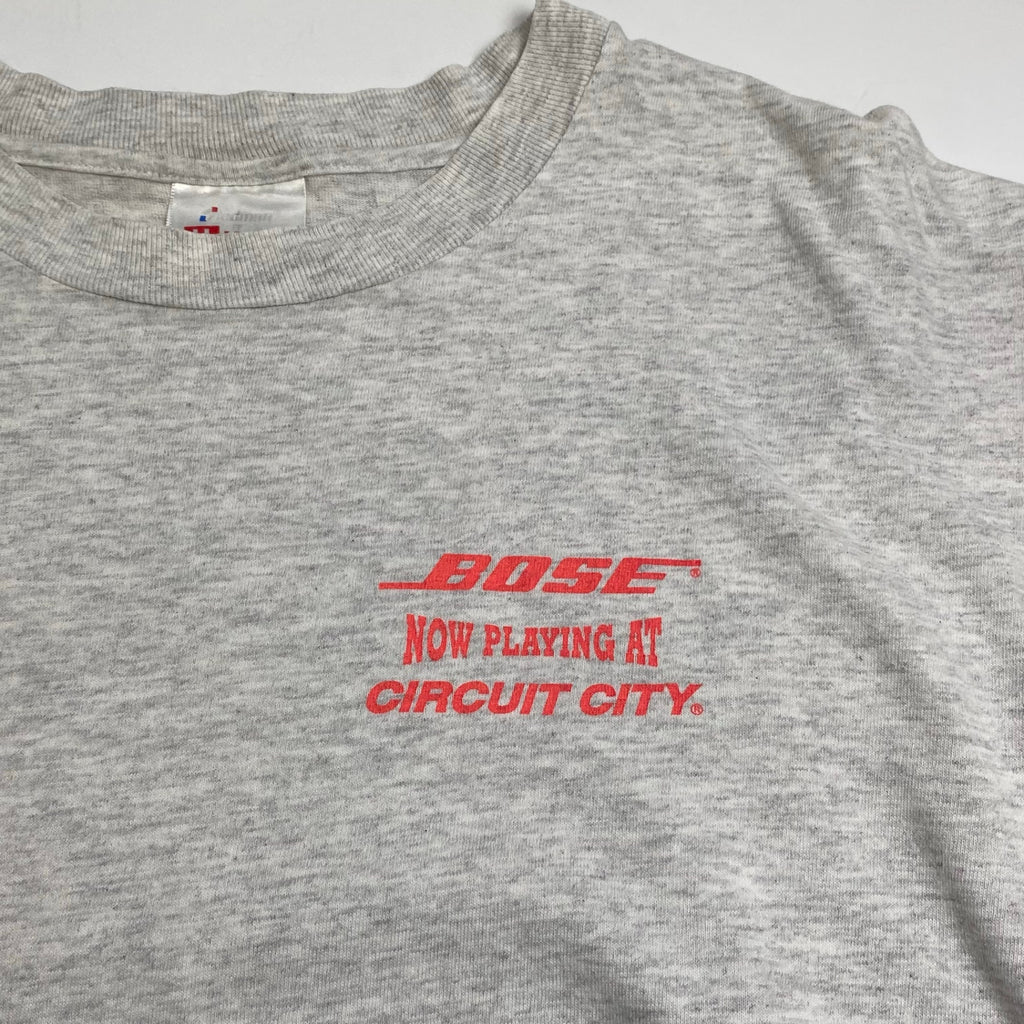 BOSE®
NOW PLAYING AT
CIRCUIT CITY®